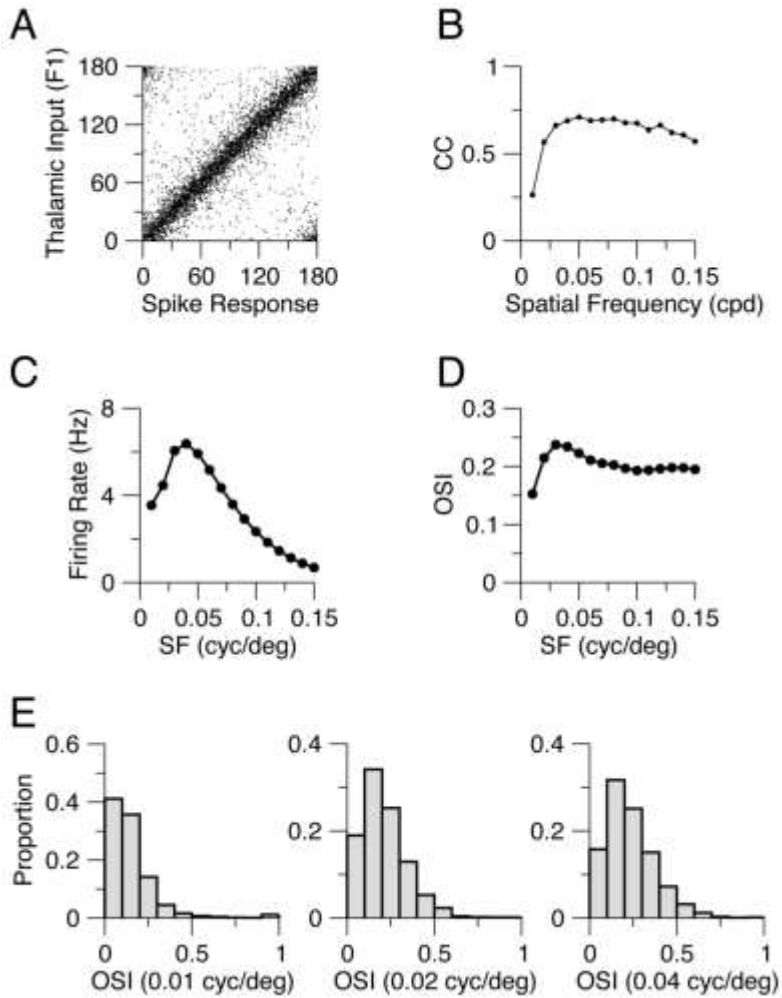 A
Thalamic Input (F1)
180
120
60
0
0 60 120 180
Spike Response
B
CC
1
0.5
0
0 0.05 0.1 0.15
Spatial Frequency (cpd)
C
Firing Rate (Hz)
8
4
0
0 0.05 0.1 0.15
SF (cyc/deg)
D
OSI
0.3
0.2
0.1
0
0 0.05 0.1 0.15
SF (cyc/deg)
E
Proportion
0.6
0.4
0.2
0
0 0.5 1
OSI (0.01 cyc/deg)
0.4
0.2
0
0 0.5 1
OSI (0.02 cyc/deg)
0.4
0.2
0
0 0.5 1
OSI (0.04 cyc/deg)